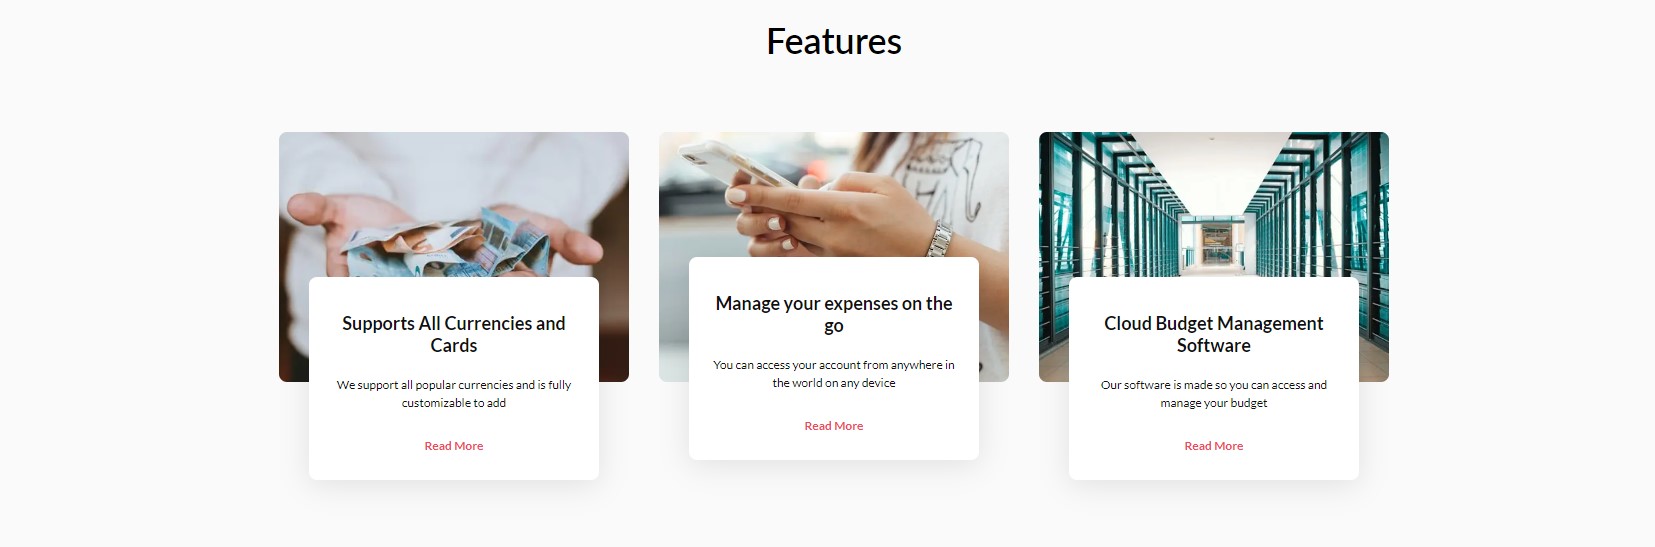 Features
Supports All Currencies and
Cards
We support all popular currencies and is fully
customizable to add
Read More
Manage your expenses on the
go
You can access your account from anywhere in
the world on any device
Read More
Cloud Budget Management
Software
Our software is made so you can access and
manage your budget
Read More